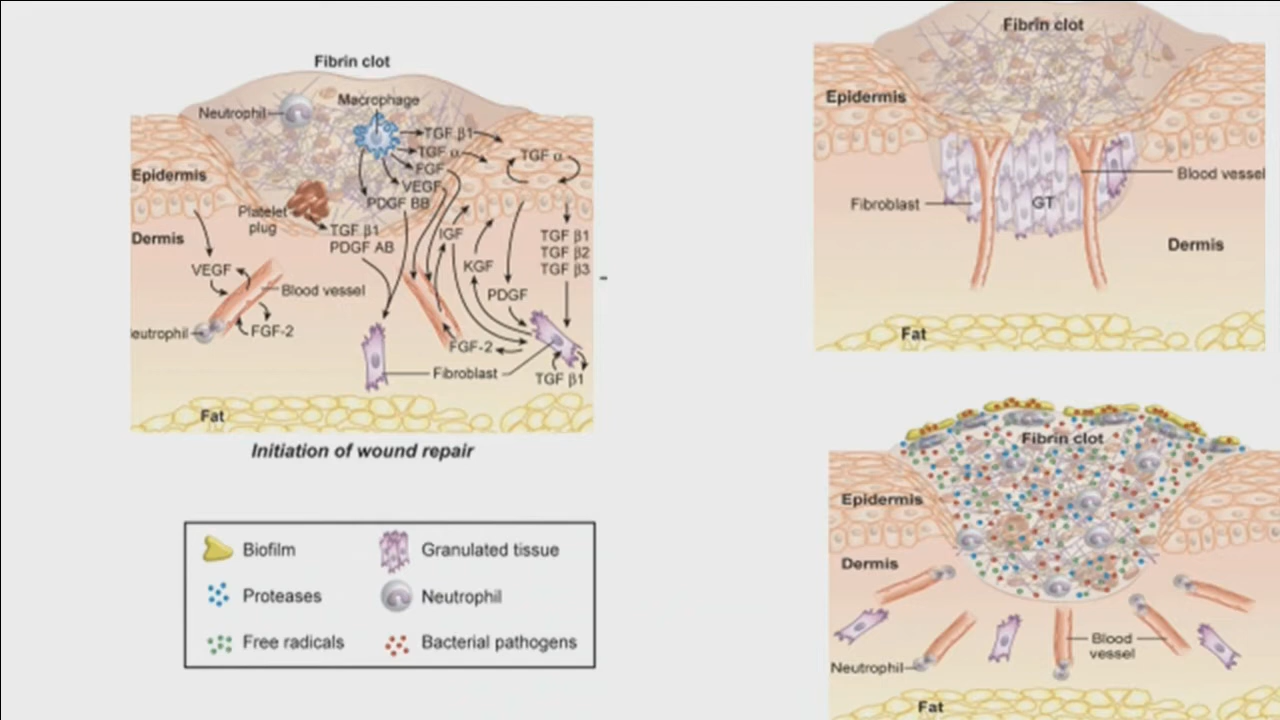 Fibrin clot
Neutrophil
Macrophage
TGF β1
TGF α
FGF
VEGF
PDGF BB
TGF α
Epidermis
Platelet
plug
TGF β1
PDGF AB
Dermis
IGF
KGF
PDGF
TGF β1
TGF β2
TGF β3
VEGF
Blood vessel
eutrophil
FGF-2
FGF-2
Fibroblast
TGF β1
Fat
Initiation of wound repair
Biofilm
Granulated tissue
Proteases
Neutrophil
Free radicals
Bacterial pathogens
Fibrin clot
Epidermis
Blood vessel
Fibroblast
GT
Dermis
Fat
Fibrin clot
Epidermis
Dermis
Blood
vessel
Neutrophil
Fat